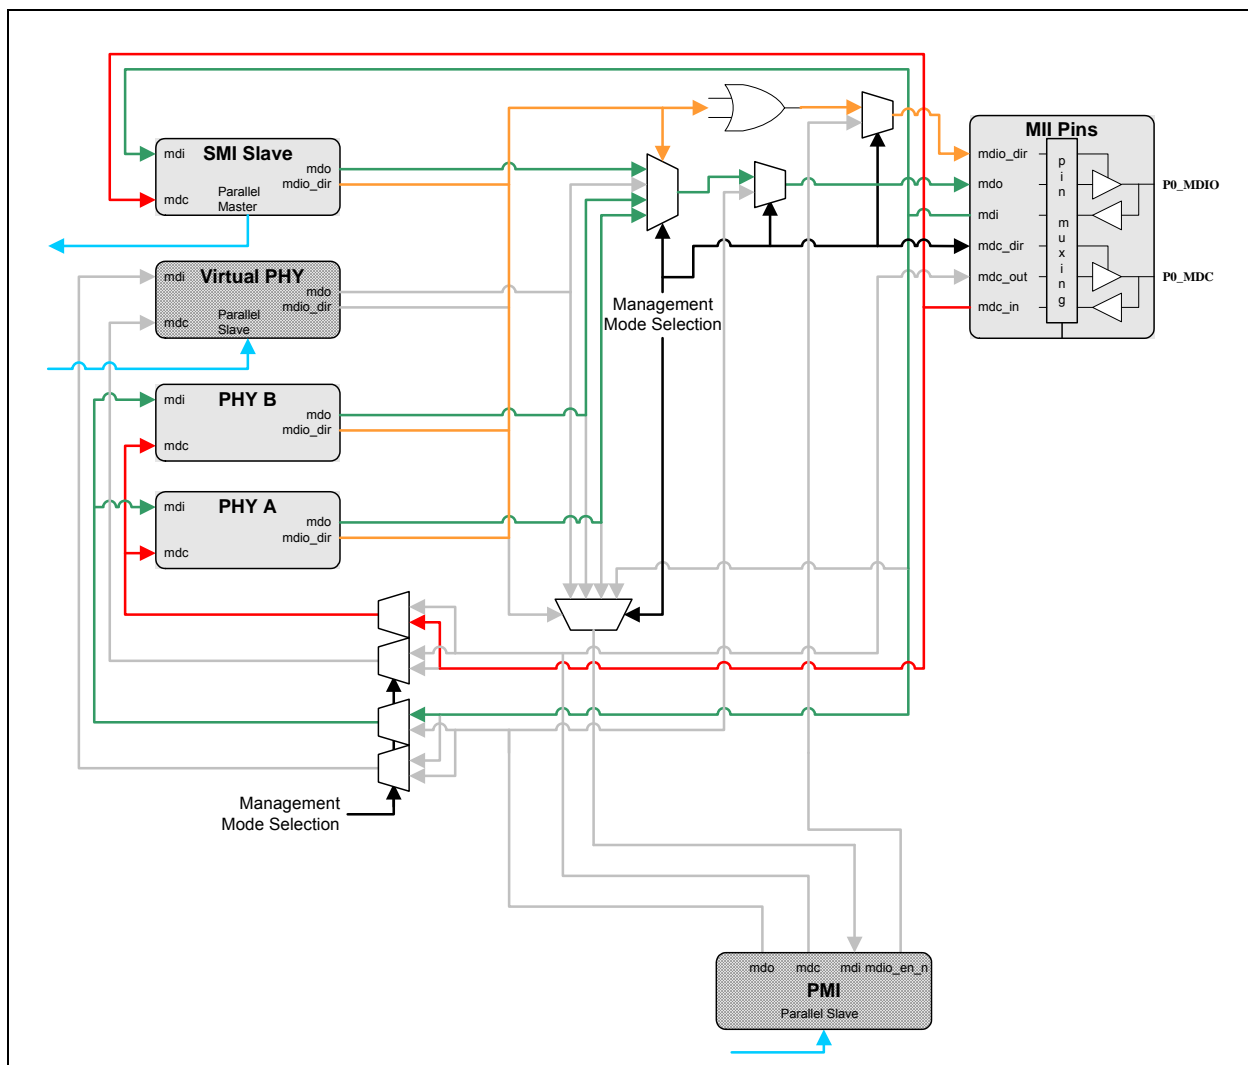 SMI Slave
mdi
mdo
mdio_dir
mdc
Parallel
Master
Virtual PHY
mdi
mdo
mdio_dir
mdc
Parallel
Slave
PHY B
mdi
mdo
mdio_dir
mdc
PHY A
mdi
mdo
mdio_dir
mdc
Management
Mode Selection
MII Pins
mdio_dir
mdo
mdi
mdc_dir
mdc_out
mdc_in
pin muxing
P0_MDIO
P0_MDC
Management
Mode Selection
mdo mdc mdi mdio_en_n
PMI
Parallel Slave